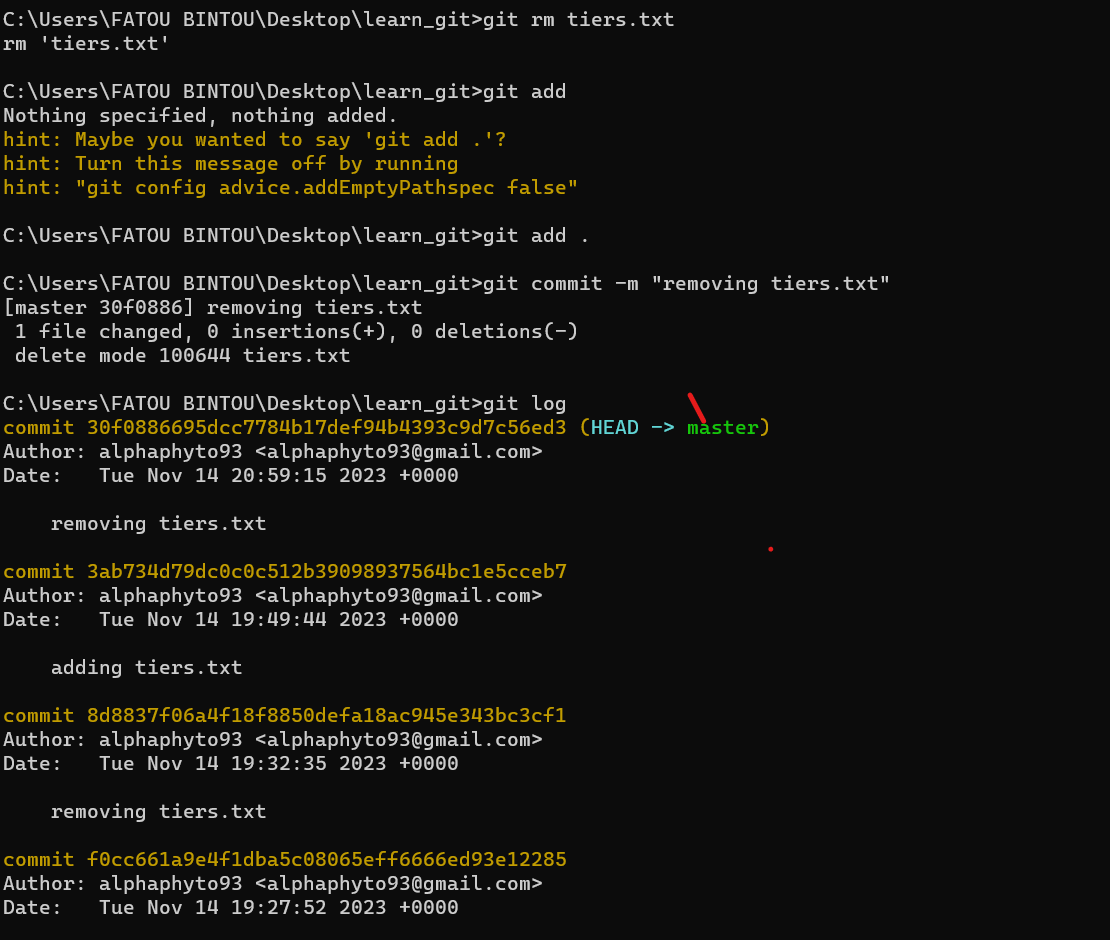 C:\Users\FATOU BINTOU\Desktop\learn_git>git rm tiers.txt
rm 'tiers.txt'
C:\Users\FATOU BINTOU\Desktop\learn_git>git add
Nothing specified, nothing added.
hint: Maybe you wanted to say 'git add .'?
hint: Turn this message off by running
hint: "git config advice.addEmptyPathspec false"
C:\Users\FATOU BINTOU\Desktop\learn_git>git add .
C:\Users\FATOU BINTOU\Desktop\learn_git>git commit -m "removing tiers.txt"
[master 30f0886] removing tiers.txt
 1 file changed, 0 insertions(+), 0 deletions(-)
 delete mode 100644 tiers.txt
C:\Users\FATOU BINTOU\Desktop\learn_git>git log
commit 30f0886695dcc7784b17def94b4393c9d7c56ed3 (HEAD -> master)
Author: alphaphyto93 <alphaphyto93@gmail.com>
Date:   Tue Nov 14 20:59:15 2023 +0000
    removing tiers.txt
commit 3ab734d79dc0c0c512b39098937564bc1e5cceb7
Author: alphaphyto93 <alphaphyto93@gmail.com>
Date:   Tue Nov 14 19:49:44 2023 +0000
    adding tiers.txt
commit 8d8837f06a4f18f8850defa18ac945e343bc3cf1
Author: alphaphyto93 <alphaphyto93@gmail.com>
Date:   Tue Nov 14 19:32:35 2023 +0000
    removing tiers.txt
commit f0cc661a9e4f1dba5c08065eff6666ed93e12285
Author: alphaphyto93 <alphaphyto93@gmail.com>
Date:   Tue Nov 14 19:27:52 2023 +0000